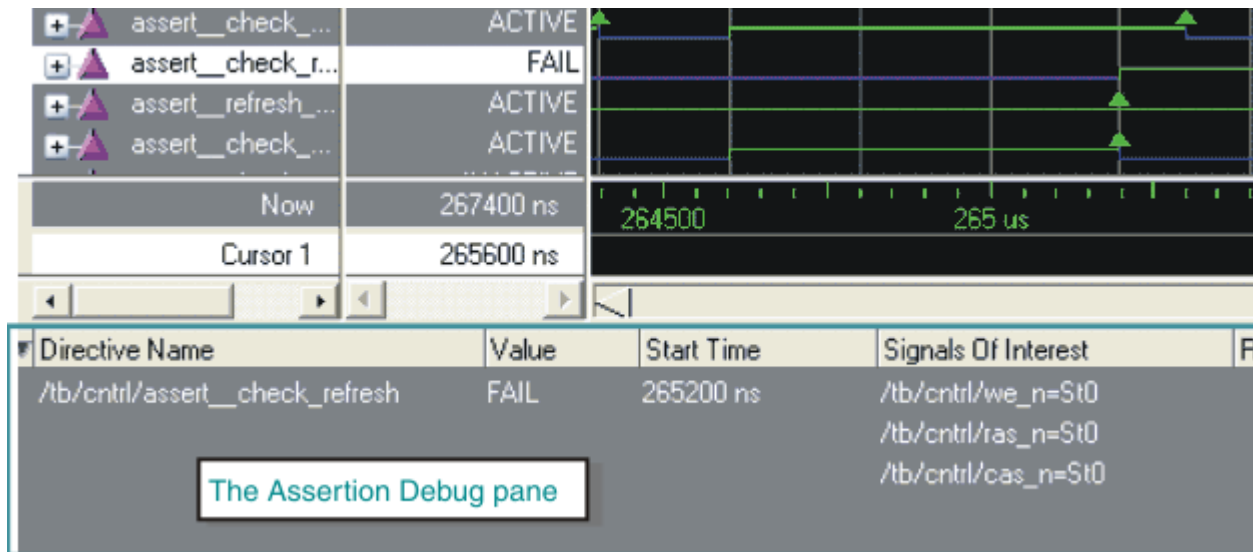 assert__check_... ACTIVE
assert__check_r... FAIL
assert__refresh_... ACTIVE
assert__check_... ACTIVE
Now 267400 ns 264500 265 us
Cursor 1 265600 ns
Directive Name Value Start Time Signals Of Interest F
/tb/cntrl/assert__check_refresh FAIL 265200 ns /tb/cntrl/we_n=St0
/tb/cntrl/ras_n=St0
/tb/cntrl/cas_n=St0
The Assertion Debug pane